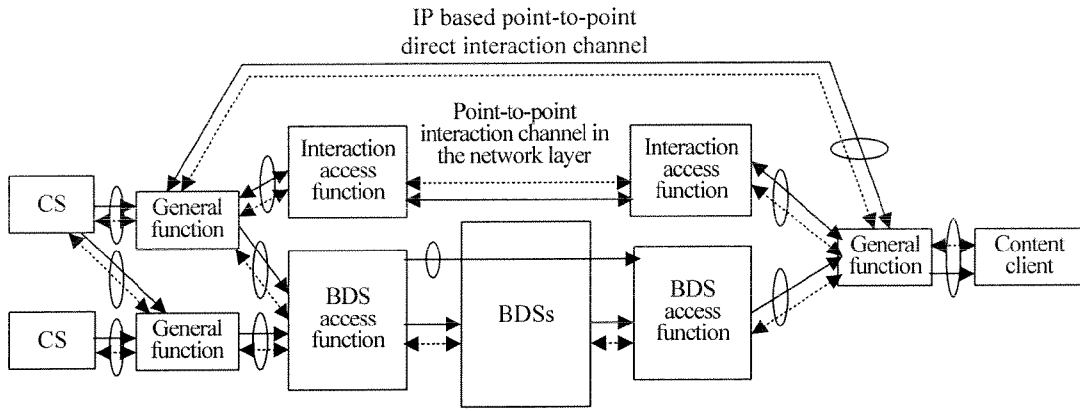 IP based point-to-point
direct interaction channel
Point-to-point
interaction channel in
the network layer
Interaction
access
function
Interaction
access
function
CS
General
function
General
function
Content
client
BDS
access
function
BDSs
BDS
access
function
CS
General
function